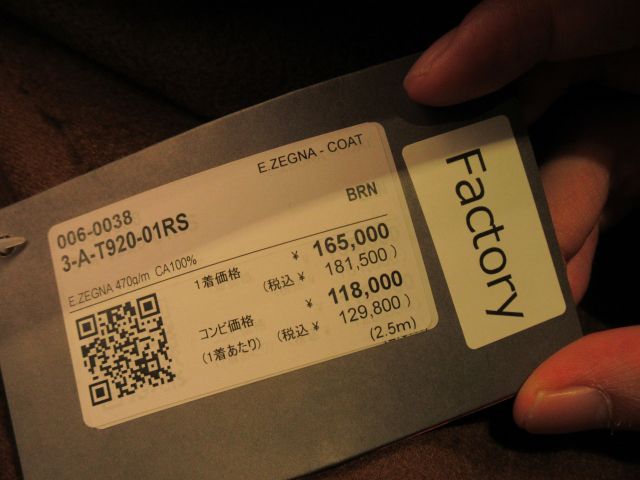 E.ZEGNA - COAT
006-0038
3-A-T920-01RS
BRN
E.ZEGNA 470g/m CA100%
1着価格 ¥ 165,000
(税込 ¥ 181,500 )
コンビ価格 ¥ 118,000
(1着あたり) (税込 ¥ 129,800 )
(2.5m)
Factory